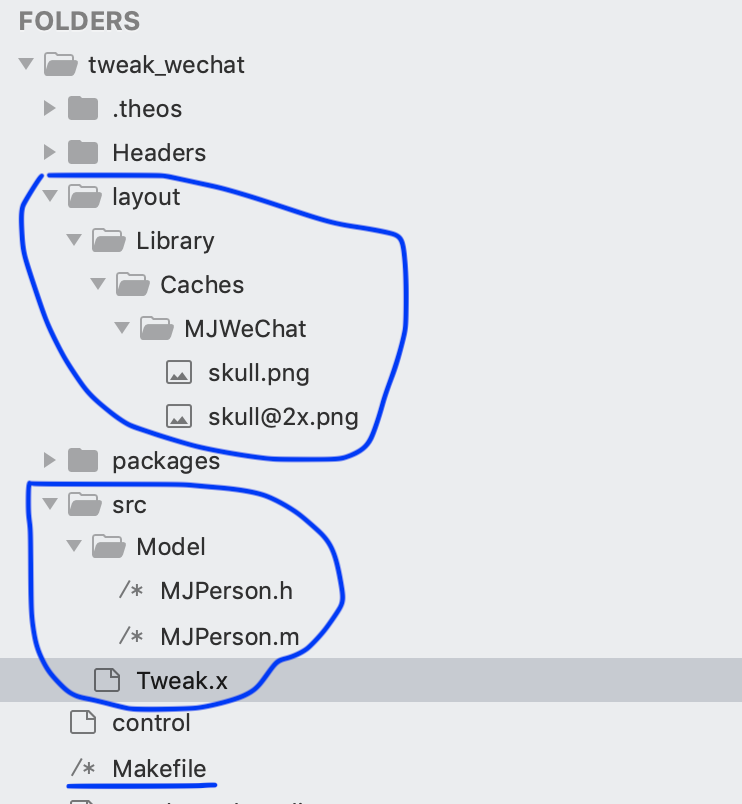 FOLDERS
tweak_wechat
.theos
Headers
layout
Library
Caches
MJWeChat
skull.png
skull@2x.png
packages
src
Model
/* MJPerson.h
/* MJPerson.m
Tweak.x
control
/* Makefile